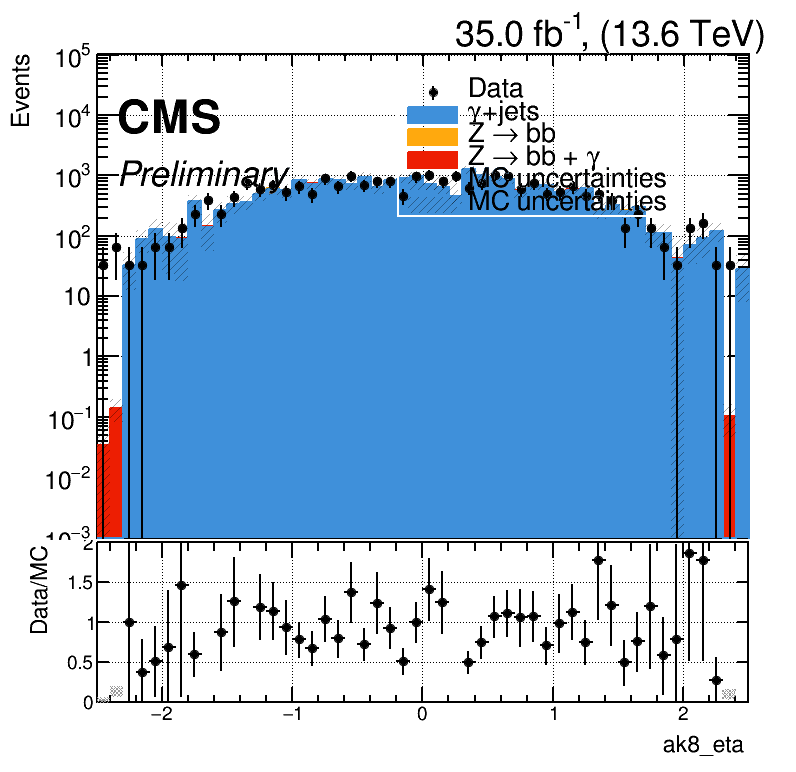 35.0 fb-1, (13.6 TeV)
Events
10^5
10^4
10^3
10^2
10
1
10^−1
10^−2
10^−3
CMS
Preliminary
Data
γ+jets
Z → bb
Z → bb + γ
MC uncertainties
MC uncertainties
Data/MC
2
1.5
1
0.5
0
−2 −1 0 1 2
ak8_eta